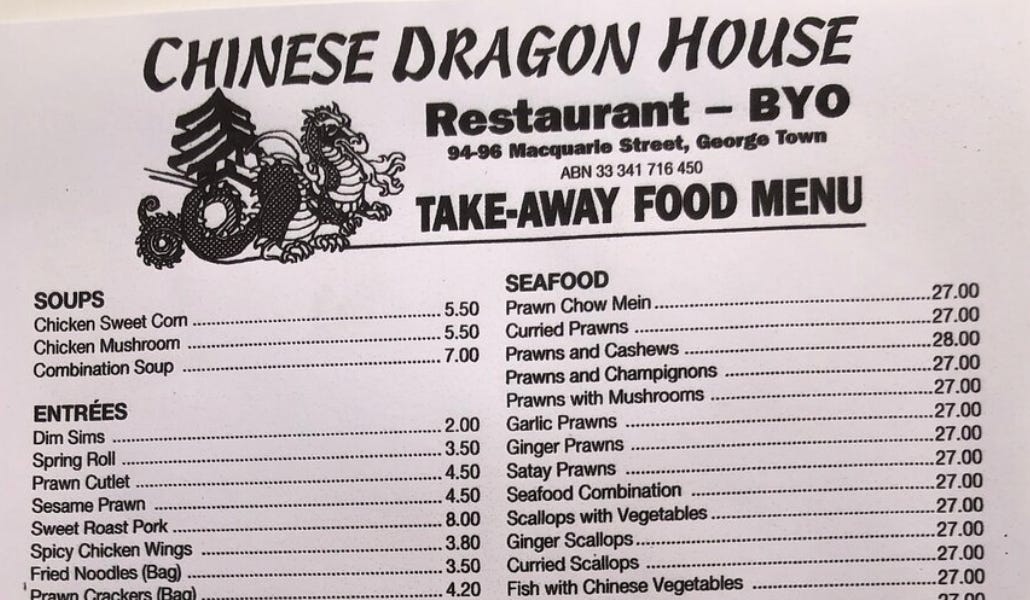 CHINESE DRAGON HOUSE
Restaurant – BYO
94-96 Macquarie Street, George Town
ABN 33 341 716 450
TAKE-AWAY FOOD MENU
SOUPS
Chicken Sweet Corn 5.50
Chicken Mushroom 5.50
Combination Soup 7.00
ENTRÉES
Dim Sims 2.00
Spring Roll 3.50
Prawn Cutlet 4.50
Sesame Prawn 4.50
Sweet Roast Pork 8.00
Spicy Chicken Wings 3.80
Fried Noodles (Bag) 3.50
Prawn Crackers (Bag) 4.20
SEAFOOD
Prawn Chow Mein 27.00
Curried Prawns 27.00
Prawns and Cashews 28.00
Prawns and Champignons 27.00
Prawns with Mushrooms 27.00
Garlic Prawns 27.00
Ginger Prawns 27.00
Satay Prawns 27.00
Seafood Combination 27.00
Scallops with Vegetables 27.00
Ginger Scallops 27.00
Curried Scallops 27.00
Fish with Chinese Vegetables 27.00
27.00